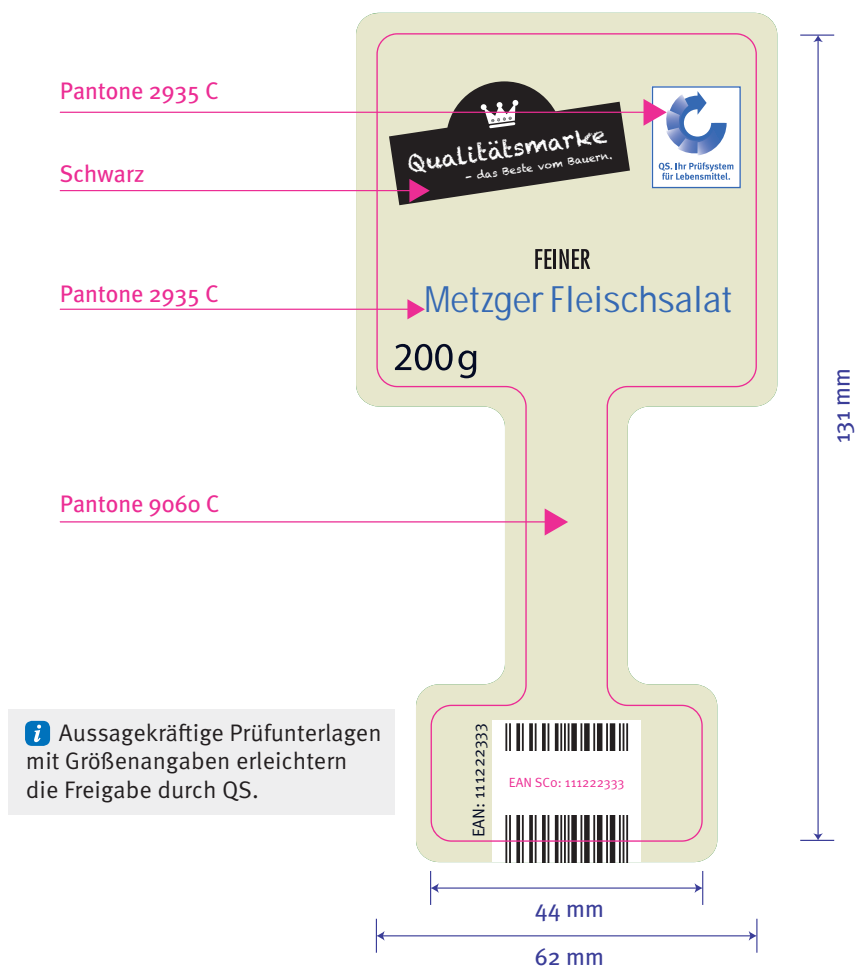 Pantone 2935 C
Schwarz
Pantone 2935 C
Pantone 9060 C
Qualitätsmarke
– das Beste vom Bauern.
QS. Ihr Prüfsystem
für Lebensmittel.
FEINER
Metzger Fleischsalat
200g
131 mm
i Aussagekräftige Prüfunterlagen
mit Größenangaben erleichtern
die Freigabe durch QS.
EAN: 111222333
EAN SC0: 111222333
44 mm
62 mm